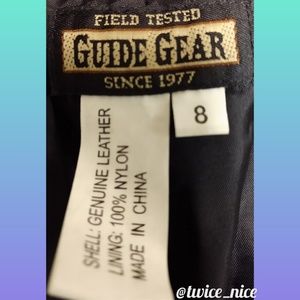 FIELD TESTED
GUIDE GEAR
SINCE 1977
8
SHELL: GENUINE LEATHER
LINING: 100% NYLON
MADE IN CHINA
@twice_nice